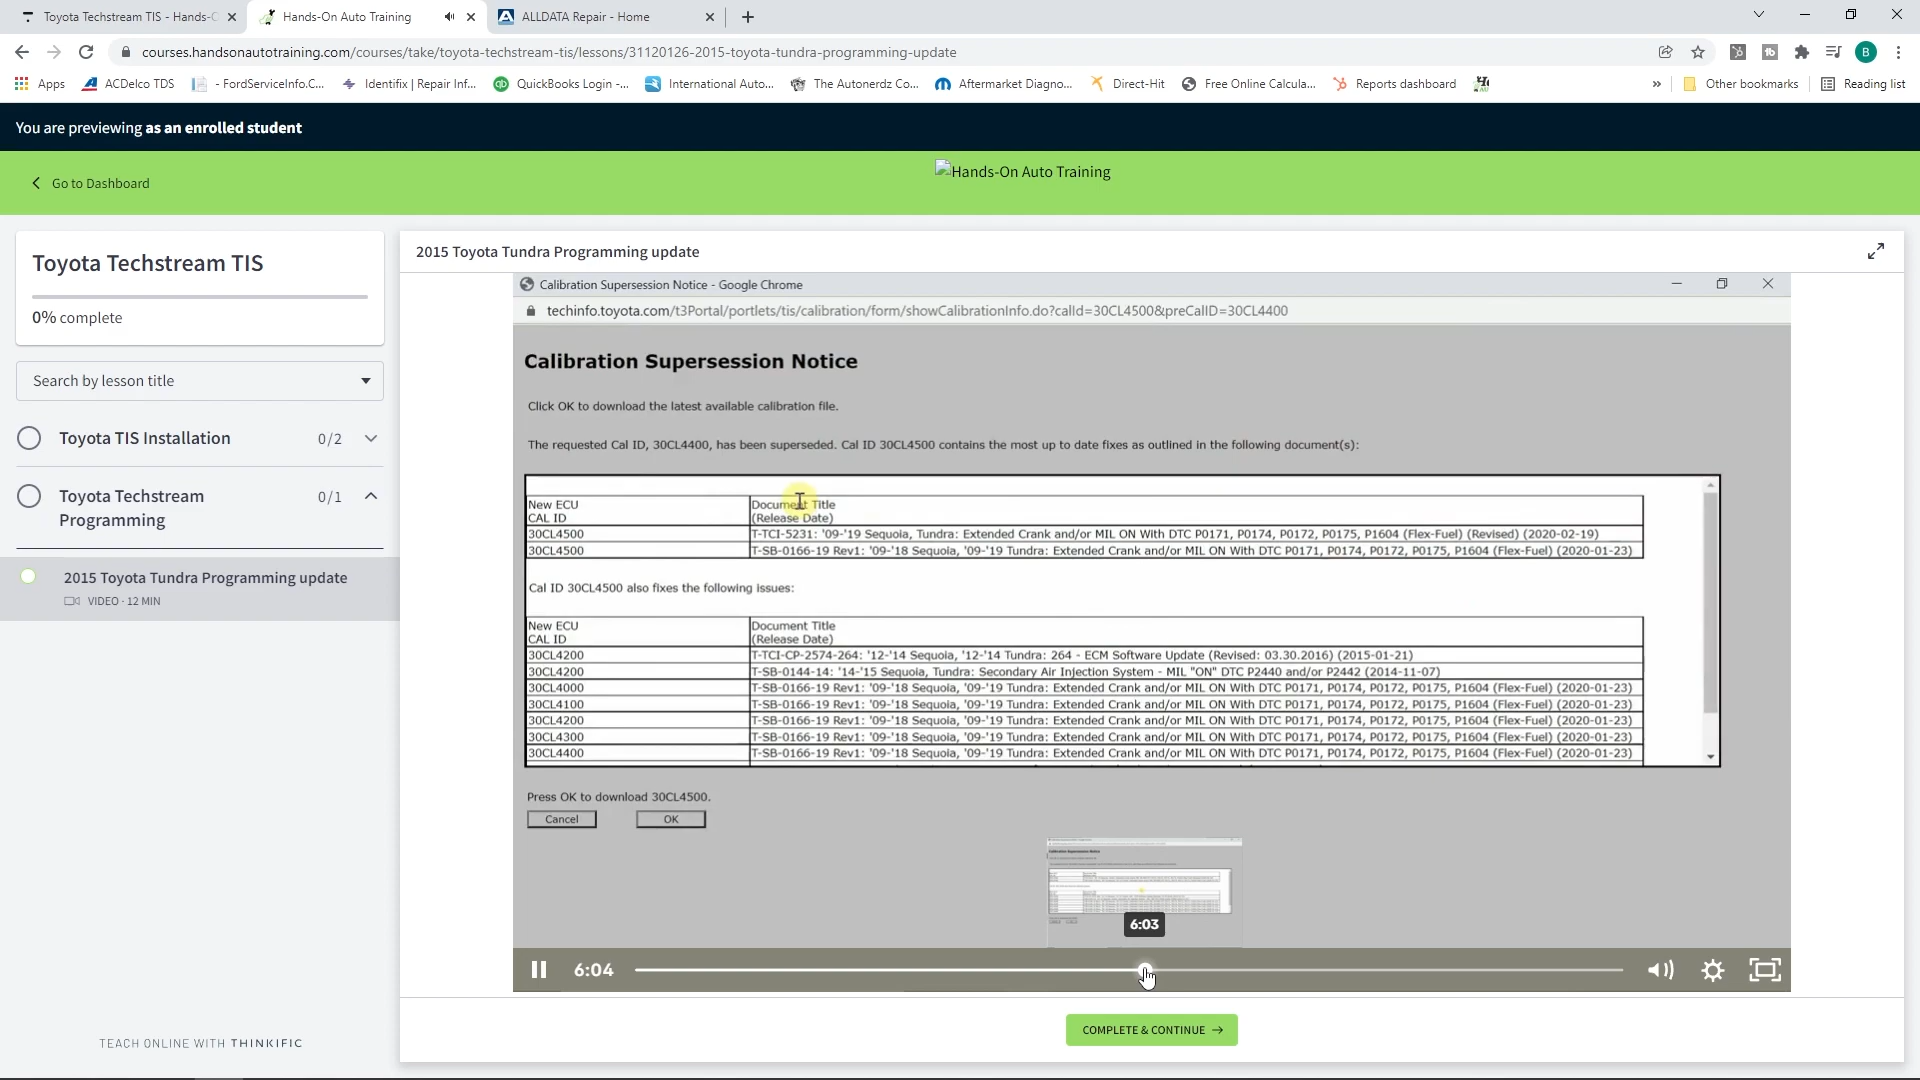 Toyota Techstream TIS - Hands-O
Hands-On Auto Training
ALLDATA Repair - Home
courses.handsonautotraining.com/courses/take/toyota-techstream-tis/lessons/31120126-2015-toyota-tundra-programming-update
B
Apps
ACDelco TDS
- FordServiceInfo.C...
Identifix | Repair Inf...
QuickBooks Login -...
International Auto...
The Autonerdz Co...
Aftermarket Diagno...
Direct-Hit
Free Online Calcula...
Reports dashboard
»
Other bookmarks
Reading list
You are previewing as an enrolled student
Go to Dashboard
Hands-On Auto Training
Toyota Techstream TIS
0% complete
Search by lesson title
Toyota TIS Installation 0/2
Toyota Techstream Programming 0/1
2015 Toyota Tundra Programming update
VIDEO · 12 MIN
TEACH ONLINE WITH THINKIFIC
2015 Toyota Tundra Programming update
Calibration Supersession Notice - Google Chrome
techinfo.toyota.com/t3Portal/portlets/tis/calibration/form/showCalibrationInfo.do?calId=30CL4500&preCalID=30CL4400
Calibration Supersession Notice
Click OK to download the latest available calibration file.
The requested Cal ID, 30CL4400, has been superseded. Cal ID 30CL4500 contains the most up to date fixes as outlined in the following document(s):
New ECU CAL ID
Document Title (Release Date)
30CL4500 T-TCI-5231: '09-'19 Sequoia, Tundra: Extended Crank and/or MIL ON With DTC P0171, P0174, P0172, P0175, P1604 (Flex-Fuel) (Revised) (2020-02-19)
30CL4500 T-SB-0166-19 Rev1: '09-'18 Sequoia, '09-'19 Tundra: Extended Crank and/or MIL ON With DTC P0171, P0174, P0172, P0175, P1604 (Flex-Fuel) (2020-01-23)
Cal ID 30CL4500 also fixes the following issues:
New ECU CAL ID
Document Title (Release Date)
30CL4200 T-TCI-CP-2574-264: '12-'14 Sequoia, '12-'14 Tundra: 264 - ECM Software Update (Revised: 03.30.2016) (2015-01-21)
30CL4200 T-SB-0144-14: '14-'15 Sequoia, Tundra: Secondary Air Injection System - MIL "ON" DTC P2440 and/or P2442 (2014-11-07)
30CL4000 T-SB-0166-19 Rev1: '09-'18 Sequoia, '09-'19 Tundra: Extended Crank and/or MIL ON With DTC P0171, P0174, P0172, P0175, P1604 (Flex-Fuel) (2020-01-23)
30CL4100 T-SB-0166-19 Rev1: '09-'18 Sequoia, '09-'19 Tundra: Extended Crank and/or MIL ON With DTC P0171, P0174, P0172, P0175, P1604 (Flex-Fuel) (2020-01-23)
30CL4200 T-SB-0166-19 Rev1: '09-'18 Sequoia, '09-'19 Tundra: Extended Crank and/or MIL ON With DTC P0171, P0174, P0172, P0175, P1604 (Flex-Fuel) (2020-01-23)
30CL4300 T-SB-0166-19 Rev1: '09-'18 Sequoia, '09-'19 Tundra: Extended Crank and/or MIL ON With DTC P0171, P0174, P0172, P0175, P1604 (Flex-Fuel) (2020-01-23)
30CL4400 T-SB-0166-19 Rev1: '09-'18 Sequoia, '09-'19 Tundra: Extended Crank and/or MIL ON With DTC P0171, P0174, P0172, P0175, P1604 (Flex-Fuel) (2020-01-23)
Press OK to download 30CL4500.
Cancel OK
6:03
6:04
COMPLETE & CONTINUE →